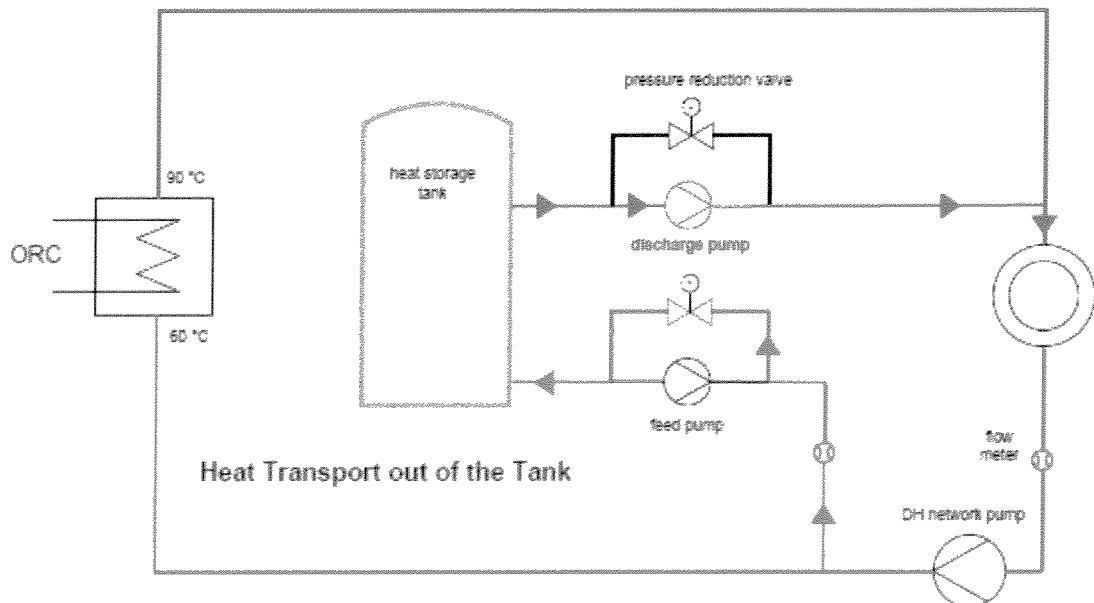 pressure reduction valve
heat storage
tank
90 °C
ORC
discharge pump
60 °C
feed pump
flow
meter
Heat Transport out of the Tank
DH network pump